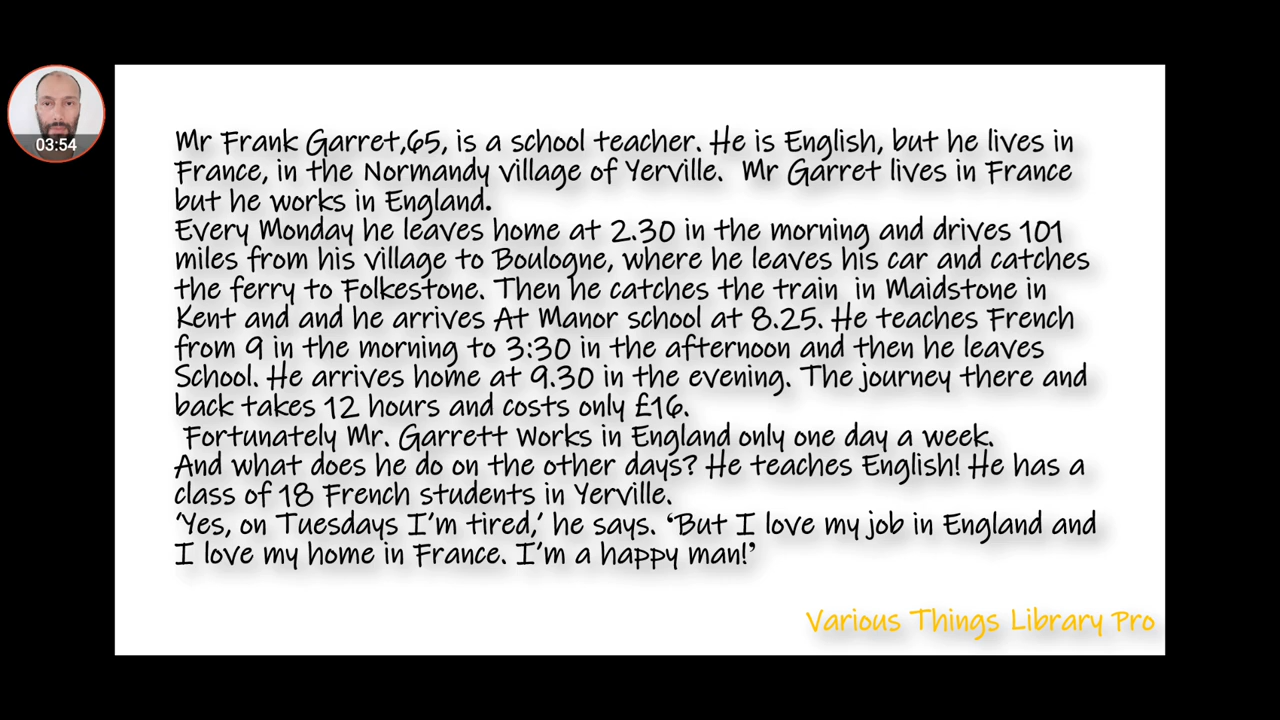 03:54
Mr Frank Garret,65, is a school teacher. He is English, but he lives in
France, in the Normandy village of Yerville. Mr Garret lives in France
but he works in England.
Every Monday he leaves home at 2.30 in the morning and drives 101
miles from his village to Boulogne, where he leaves his car and catches
the ferry to Folkestone. Then he catches the train in Maidstone in
Kent and and he arrives At Manor school at 8.25. He teaches French
from 9 in the morning to 3:30 in the afternoon and then he leaves
School. He arrives home at 9.30 in the evening. The journey there and
back takes 12 hours and costs only £16.
Fortunately Mr. Garrett Works in England only one day a week.
And what does he do on the other days? He teaches English! He has a
class of 18 French students in Yerville.
'Yes, on Tuesdays I'm tired,' he says. 'But I love my job in England and
I love my home in France. I'm a happy man!'
Various Things Library Pro